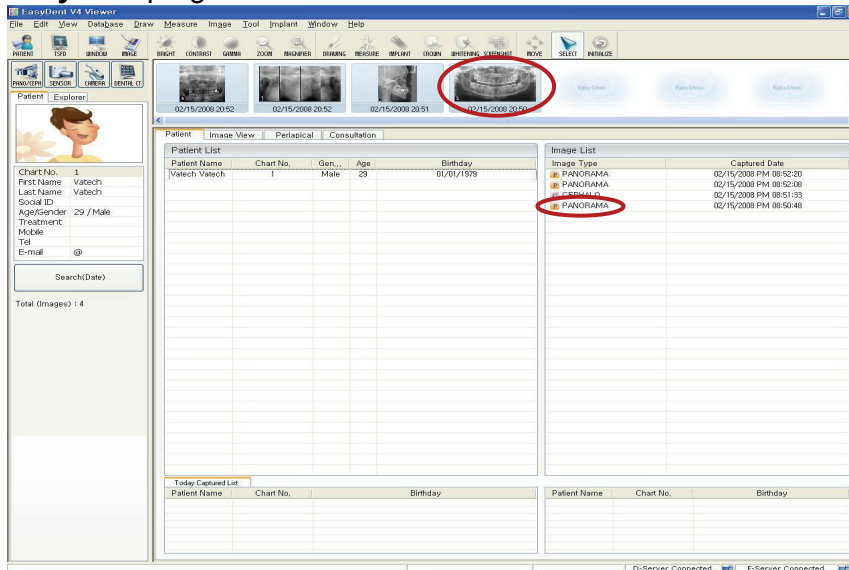 EasyDent V4 Viewer
File Edit View Database Draw Measure Image Tool Implant Window Help
PATIENT TSPD WINDOW IMAGE BRIGHT CONTRAST GAMMA ZOOM MAGNIFIER DRAWING MEASURE IMPLANT CROWN WHITENING SCREENSHOT MOVE SELECT INITIALIZE
PANO/CEPH SENSOR CAMERA DENTAL CT
02/15/2008 20:52 02/15/2008 20:52 02/15/2008 20:51 02/15/2008 20:50
Patient Explorer
Patient Image View Periapical Consultation
Patient List
Patient Name Chart No, Gen,,, Age Birthday
Vatech Vatech 1 Male 29 01/01/1979
Image List
Image Type Captured Date
P PANORAMA 02/15/2008 PM 08:52:20
P PANORAMA 02/15/2008 PM 08:52:08
CEPHALO 02/15/2008 PM 08:51:33
P PANORAMA 02/15/2008 PM 08:50:48
Chart No. 1
First Name Vatech
Last Name Vatech
Social ID
Age/Gender 29 / Male
Treatment
Mobile
Tel
E-mail @
Search(Date)
Total (Images) : 4
Today Captured List
Patient Name Chart No, Birthday
Patient Name Chart No, Birthday
D-Server Connected F-Server Connected